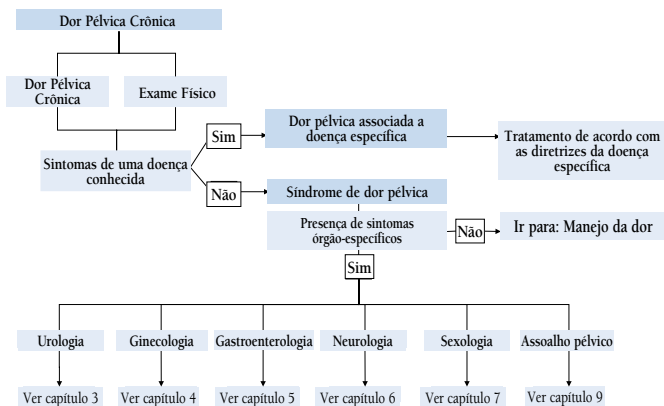 Dor Pélvica Crônica
Dor Pélvica
Crônica
Exame Físico
Sintomas de uma doença
conhecida
Sim
Dor pélvica associada a
doença específica
Tratamento de acordo com
as diretrizes da doença
específica
Não
Síndrome de dor pélvica
Presença de sintomas
órgão-específicos
Não
Ir para: Manejo da dor
Sim
Urologia
Ginecologia
Gastroenterologia
Neurologia
Sexologia
Assoalho pélvico
Ver capítulo 3
Ver capítulo 4
Ver capítulo 5
Ver capítulo 6
Ver capítulo 7
Ver capítulo 9